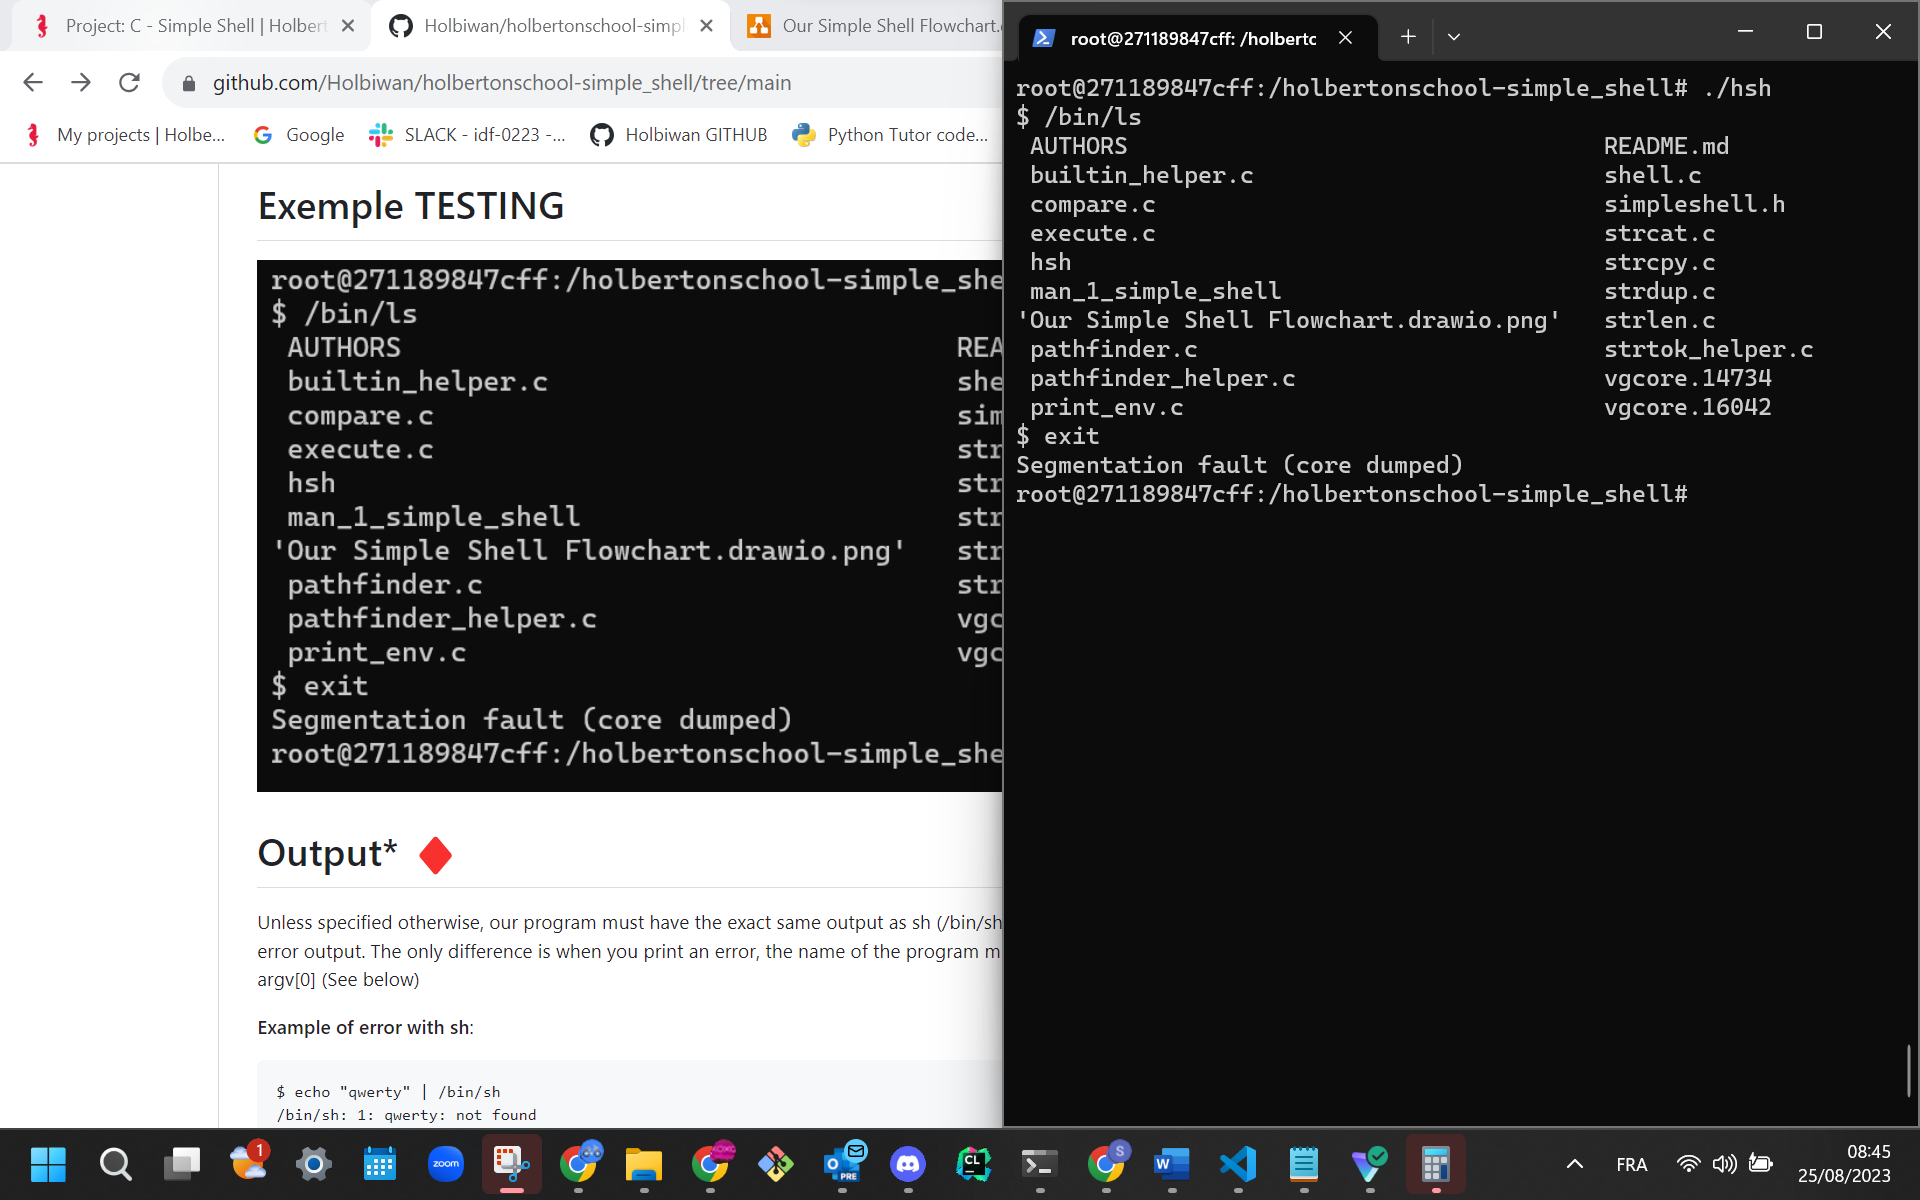 Project: C - Simple Shell | Holbert
Holbiwan/holbertonschool-simpl
Our Simple Shell Flowchart.
github.com/Holbiwan/holbertonschool-simple_shell/tree/main
My projects | Holbe...
Google
SLACK - idf-0223 -...
Holbiwan GITHUB
Python Tutor code...
Exemple TESTING
root@271189847cff:/holbertonschool-simple_she
$ /bin/ls
AUTHORS REA
builtin_helper.c she
compare.c sim
execute.c str
hsh str
man_1_simple_shell str
'Our Simple Shell Flowchart.drawio.png' str
pathfinder.c str
pathfinder_helper.c vgc
print_env.c vgc
$ exit
Segmentation fault (core dumped)
root@271189847cff:/holbertonschool-simple_she
Output*
Unless specified otherwise, our program must have the exact same output as sh (/bin/sh
error output. The only difference is when you print an error, the name of the program m
argv[0] (See below)
Example of error with sh:
$ echo "qwerty" | /bin/sh
/bin/sh: 1: qwerty: not found
root@271189847cff: /holberto
root@271189847cff:/holbertonschool-simple_shell# ./hsh
$ /bin/ls
AUTHORS README.md
builtin_helper.c shell.c
compare.c simpleshell.h
execute.c strcat.c
hsh strcpy.c
man_1_simple_shell strdup.c
'Our Simple Shell Flowchart.drawio.png' strlen.c
pathfinder.c strtok_helper.c
pathfinder_helper.c vgcore.14734
print_env.c vgcore.16042
$ exit
Segmentation fault (core dumped)
root@271189847cff:/holbertonschool-simple_shell#
1
zoom
PRE
CL
S
W
FRA
08:45
25/08/2023